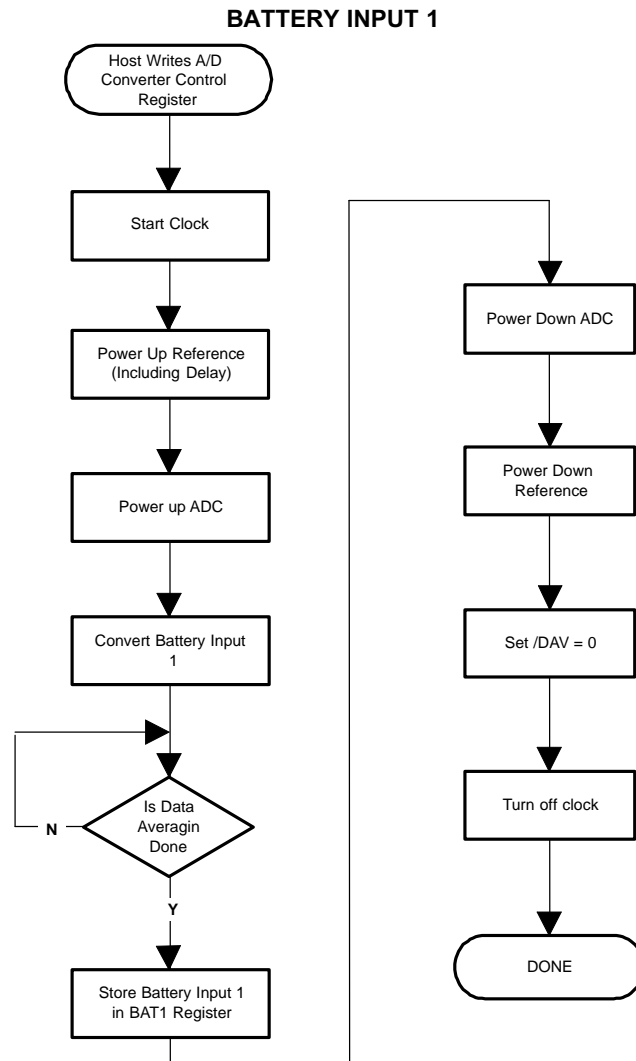 BATTERY INPUT 1
Host Writes A/D
Converter Control
Register
Start Clock
Power Up Reference
(Including Delay)
Power up ADC
Convert Battery Input
1
Is Data
Averagin
Done
N
Y
Store Battery Input 1
in BAT1 Register
Power Down ADC
Power Down
Reference
Set /DAV = 0
Turn off clock
DONE